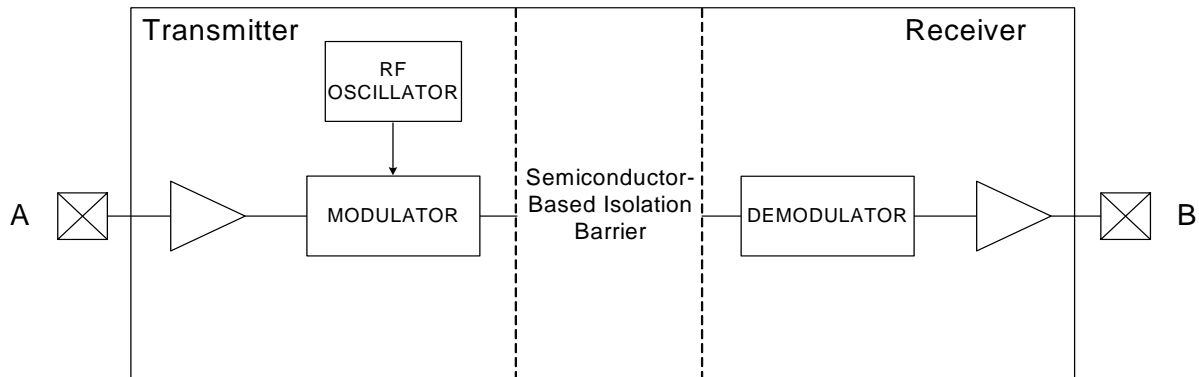 Transmitter
Receiver
RF
OSCILLATOR
A
MODULATOR
Semiconductor-
Based Isolation
Barrier
DEMODULATOR
B